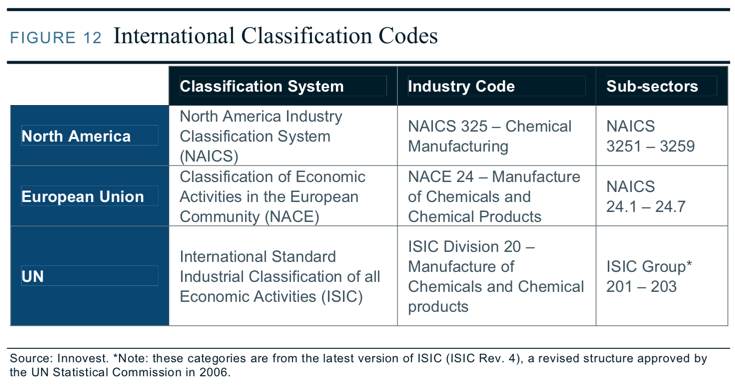 FIGURE 12 International Classification Codes
Classification System Industry Code Sub-sectors
North America
North America Industry
Classification System
(NAICS)
NAICS 325 – Chemical
Manufacturing
NAICS
3251 – 3259
European Union
Classification of Economic
Activities in the European
Community (NACE)
NACE 24 – Manufacture
of Chemicals and
Chemical Products
NAICS
24.1 – 24.7
UN
International Standard
Industrial Classification of all
Economic Activities (ISIC)
ISIC Division 20 –
Manufacture of
Chemicals and Chemical
products
ISIC Group*
201 – 203
Source: Innovest. *Note: these categories are from the latest version of ISIC (ISIC Rev. 4), a revised structure approved by
the UN Statistical Commission in 2006.